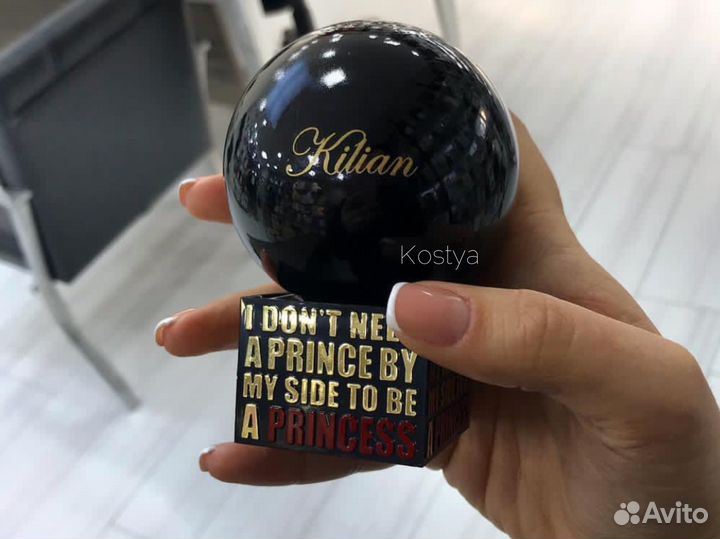 Kilian
Kostya
I DON'T NEE
A PRINCE BY
MY SIDE TO BE
A PRINCESS
Avito